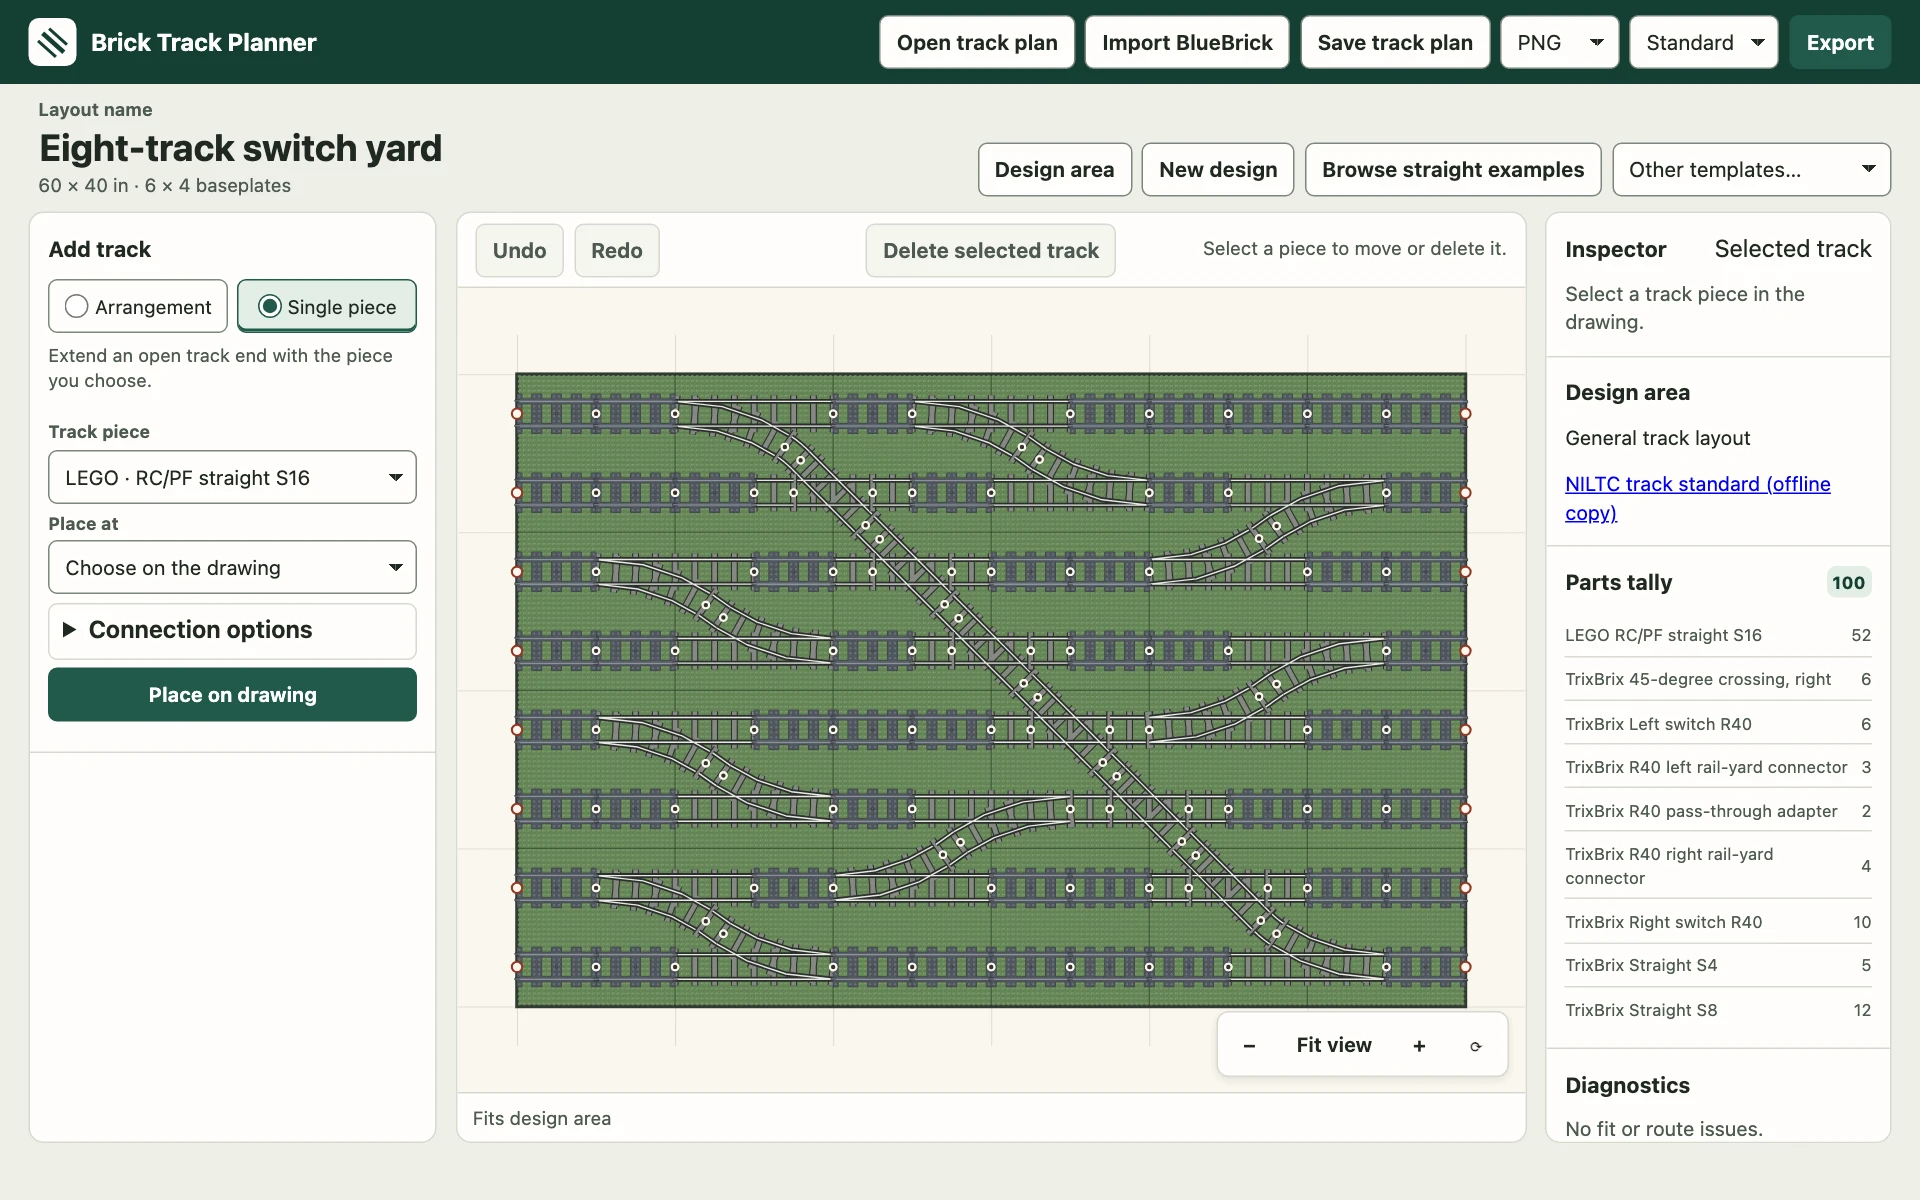 Brick Track Planner
Open track plan
Import BlueBrick
Save track plan
PNG
Standard
Export
Layout name
Eight-track switch yard
60 × 40 in · 6 × 4 baseplates
Design area
New design
Browse straight examples
Other templates...
Add track
Arrangement
Single piece
Extend an open track end with the piece
you choose.
Track piece
LEGO · RC/PF straight S16
Place at
Choose on the drawing
Connection options
Place on drawing
Undo
Redo
Delete selected track
Select a piece to move or delete it.
Fit view
Fits design area
Inspector
Selected track
Select a track piece in the
drawing.
Design area
General track layout
NILTC track standard (offline
copy)
Parts tally
100
LEGO RC/PF straight S16 52
TrixBrix 45-degree crossing, right 6
TrixBrix Left switch R40 6
TrixBrix R40 left rail-yard connector 3
TrixBrix R40 pass-through adapter 2
TrixBrix R40 right rail-yard
connector 4
TrixBrix Right switch R40 10
TrixBrix Straight S4 5
TrixBrix Straight S8 12
Diagnostics
No fit or route issues.